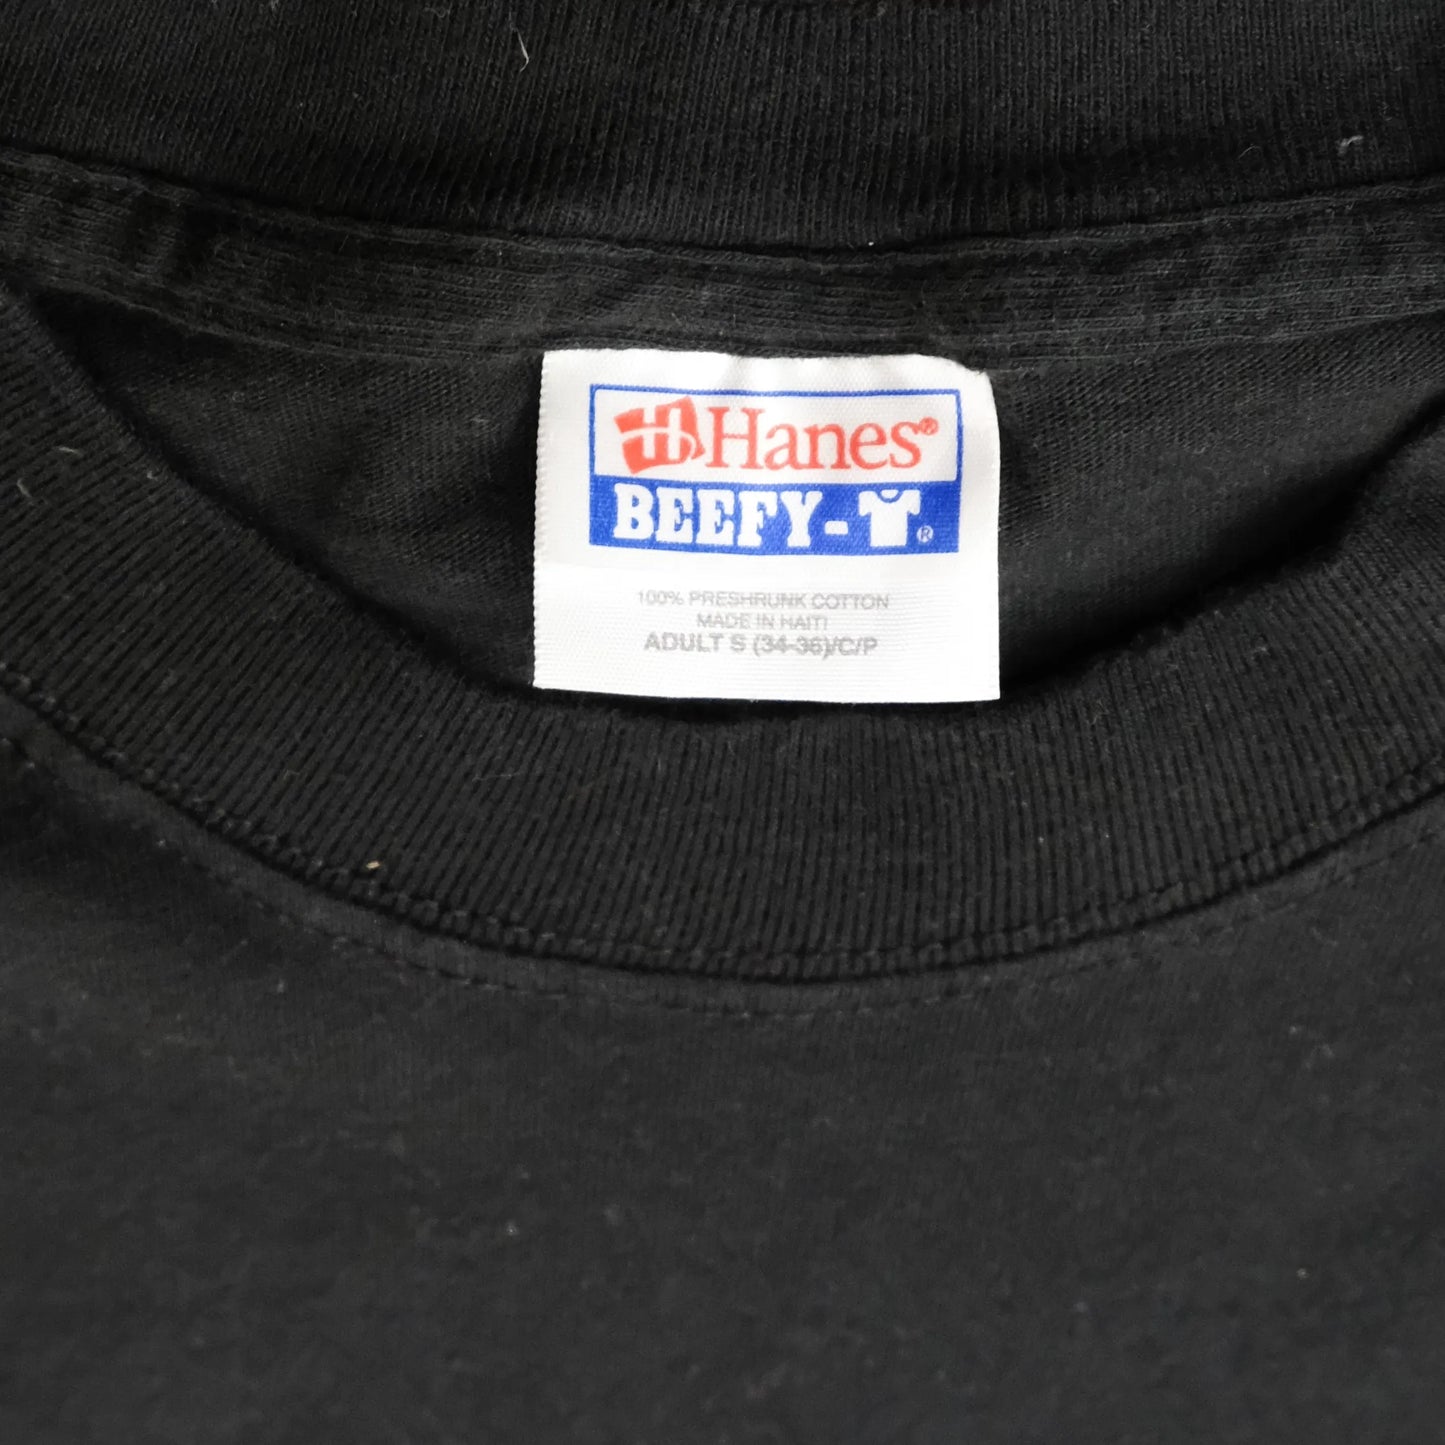 Hanes®
BEEFY-T®
100% PRESHRUNK COTTON
MADE IN HAITI
ADULT S (34-36)/C/P